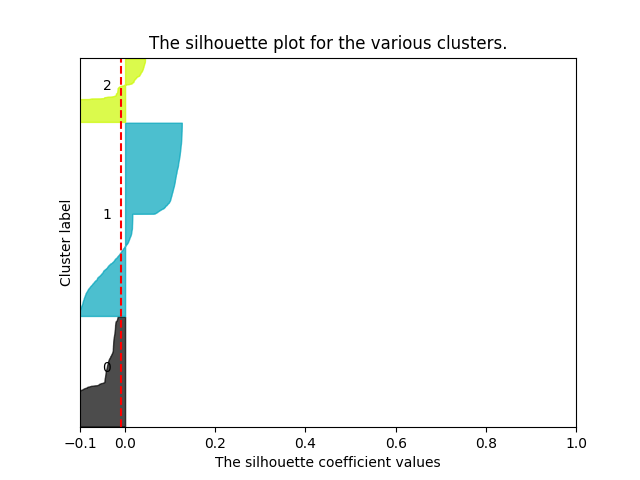 The silhouette plot for the various clusters.
Cluster label
2
1
0
−0.1 0.0 0.2 0.4 0.6 0.8 1.0
The silhouette coefficient values